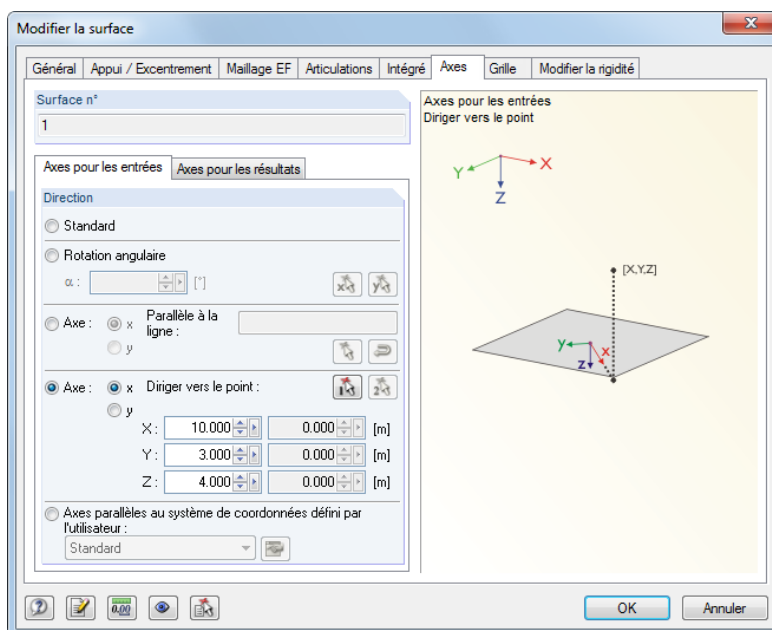 Modifier la surface
Général Appui / Excentrement Maillage EF Articulations Intégré Axes Grille Modifier la rigidité
Surface n°
1
Axes pour les entrées Axes pour les résultats
Direction
Standard
Rotation angulaire
α : [°] x y
Axe : x Parallèle à la ligne :
y
Axe : x Diriger vers le point : 1 2
y
X : 10.000 0.000 [m]
Y : 3.000 0.000 [m]
Z : 4.000 0.000 [m]
Axes parallèles au système de coordonnées défini par
l'utilisateur :
Standard
Axes pour les entrées
Diriger vers le point
Y X
Z
[X,Y,Z]
y x
z
0.00
OK Annuler